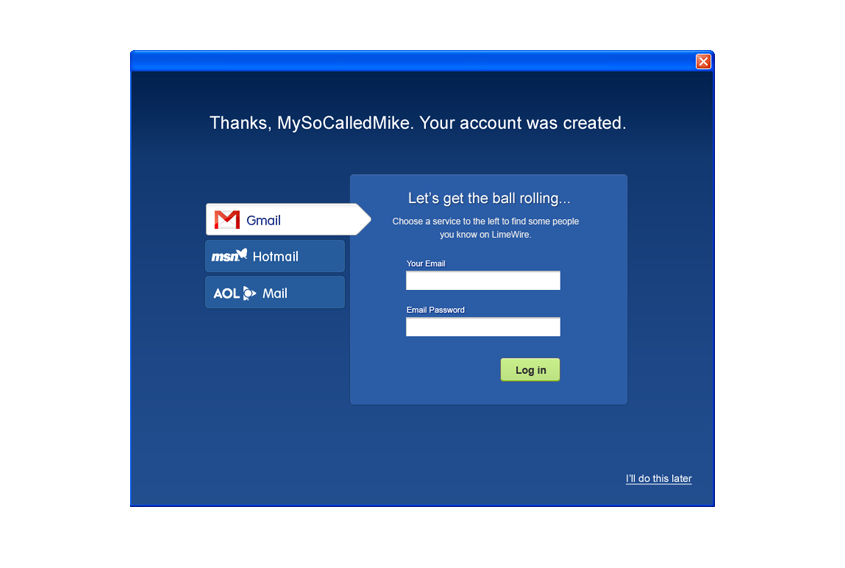 Thanks, MySoCalledMike. Your account was created.
Let's get the ball rolling...
Choose a service to the left to find some people
you know on LimeWire.
Gmail
msn Hotmail
AOL Mail
Your Email
Email Password
Log in
I'll do this later